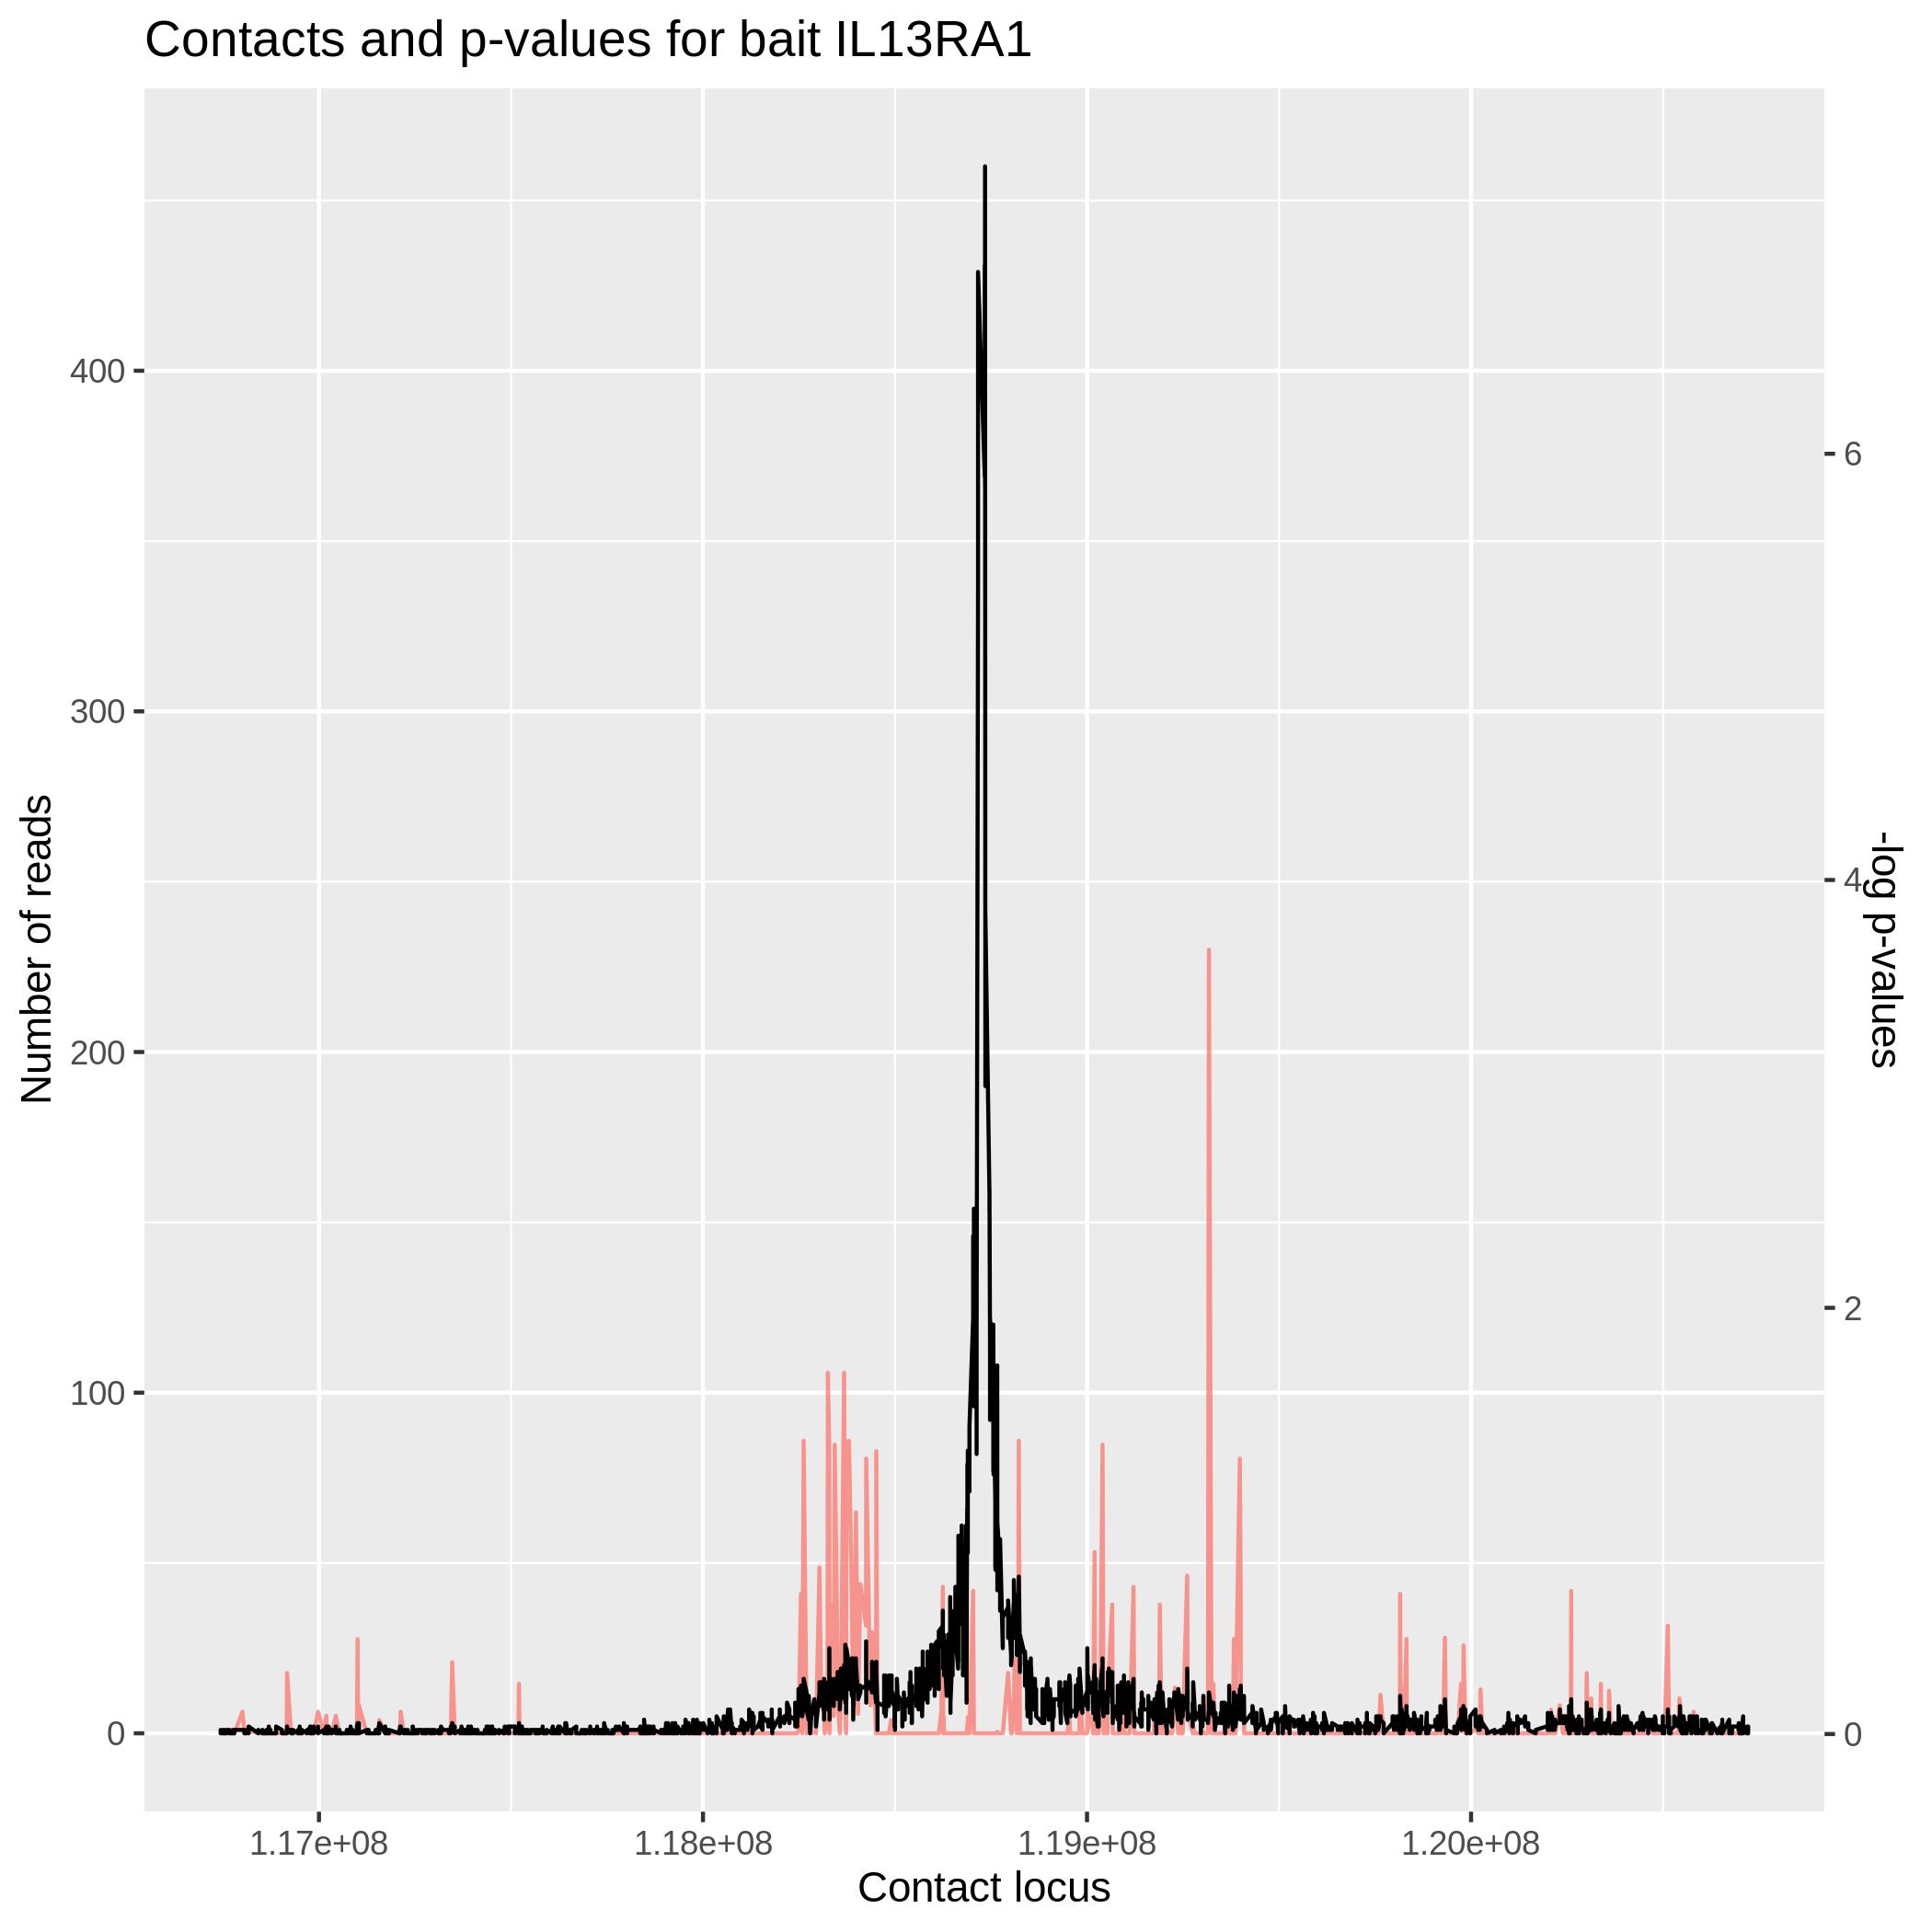 Contacts and p-values for bait IL13RA1
400
300
200
100
0
Number of reads
6
4
2
0
-log p-values
1.17e+08 1.18e+08 1.19e+08 1.20e+08
Contact locus